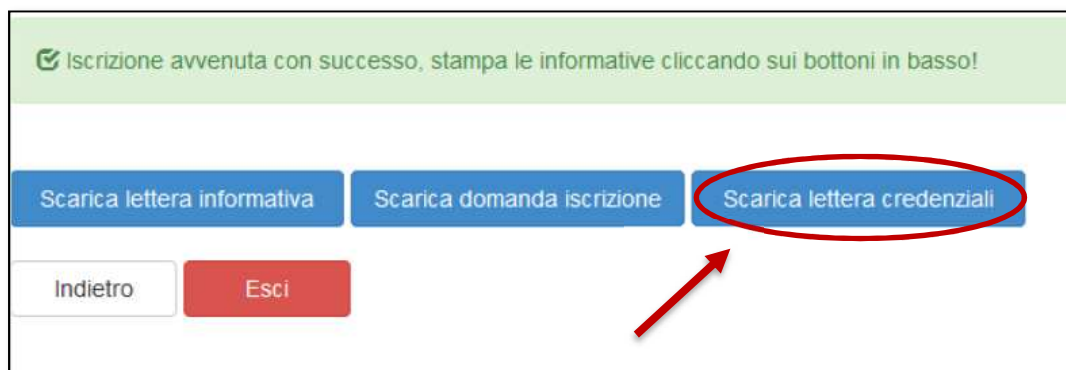 Iscrizione avvenuta con successo, stampa le informative cliccando sui bottoni in basso!
Scarica lettera informativa Scarica domanda iscrizione Scarica lettera credenziali
Indietro Esci